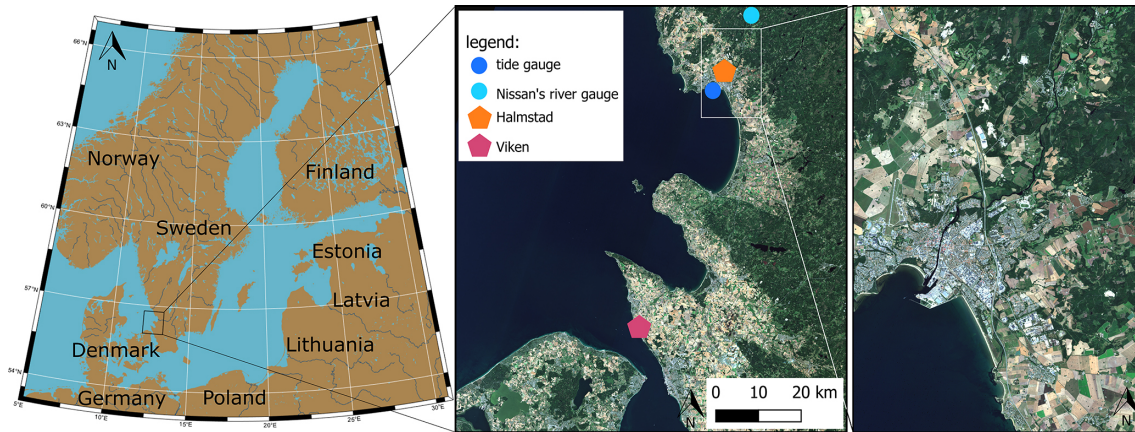 66°N
N
63°N
Norway
Finland
60°N
Sweden
Estonia
57°N
Latvia
Lithuania
Denmark
54°N
Germany
Poland
5°E
10°E
15°E
20°E
25°E
30°E
legend:
tide gauge
Nissan's river gauge
Halmstad
Viken
0 10 20 km
N
N